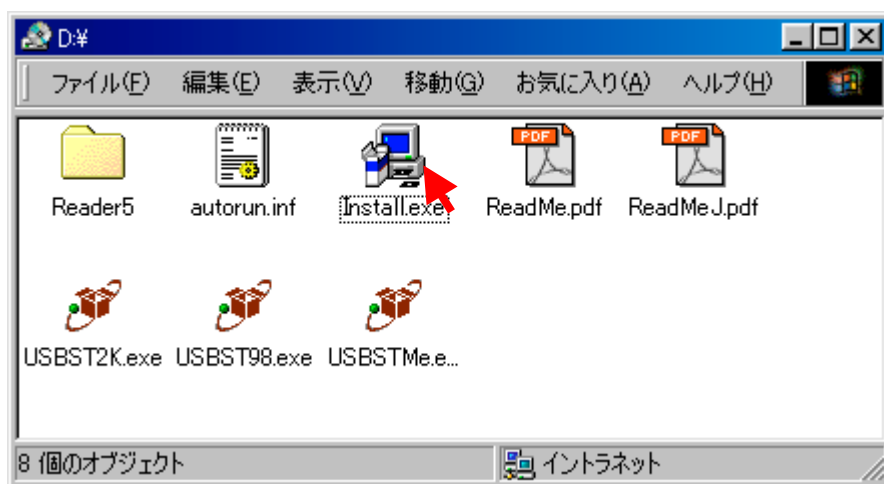 D:¥
ファイル(F) 編集(E) 表示(V) 移動(G) お気に入り(A) ヘルプ(H)
Reader5 autorun.inf Install.exe ReadMe.pdf ReadMeJ.pdf
USBST2K.exe USBST98.exe USBSTMe.e...
8 個のオブジェクト イントラネット